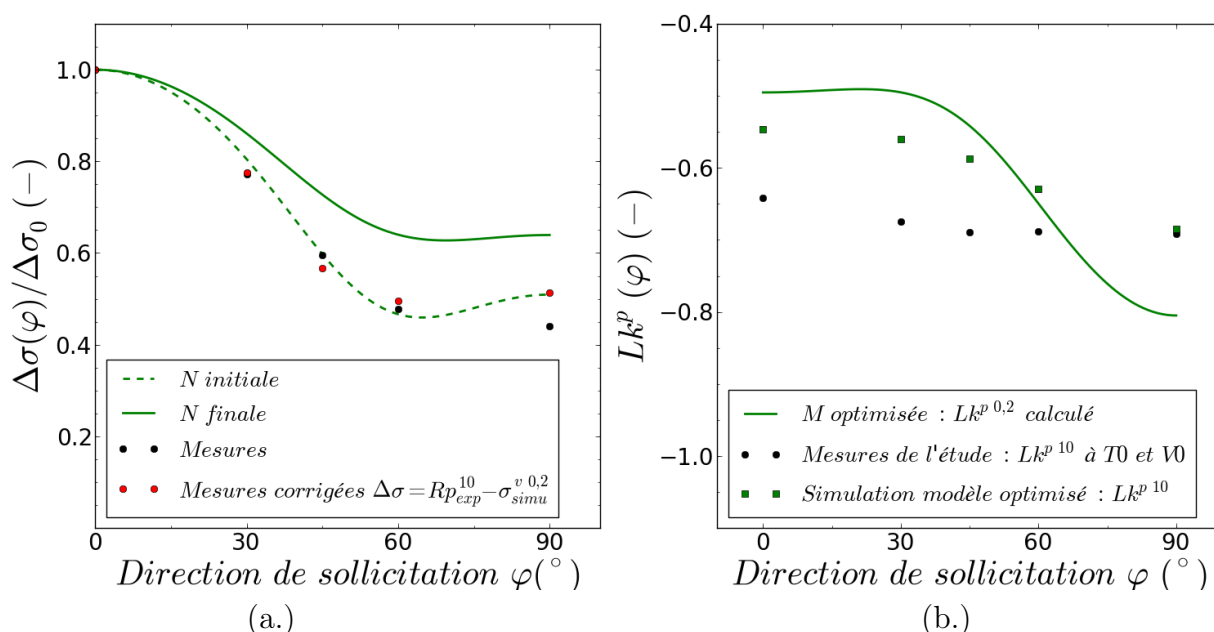 1.0
0.8
0.6
0.4
0.2
Δσ(φ)/Δσ₀ (−)
N initiale
N finale
Mesures
Mesures corrigées Δσ=Rp¹⁰ₑₓₚ−σᵛ ⁰,²ₛᵢₘᵤ
0 30 60 90
Direction de sollicitation φ(°)
(a.)
−0.4
−0.6
−0.8
−1.0
Lkᵖ (φ) (−)
M optimisée : Lkᵖ ⁰,² calculé
Mesures de l'étude : Lkᵖ ¹⁰ à T0 et V0
Simulation modèle optimisé : Lkᵖ ¹⁰
0 30 60 90
Direction de sollicitation φ (°)
(b.)